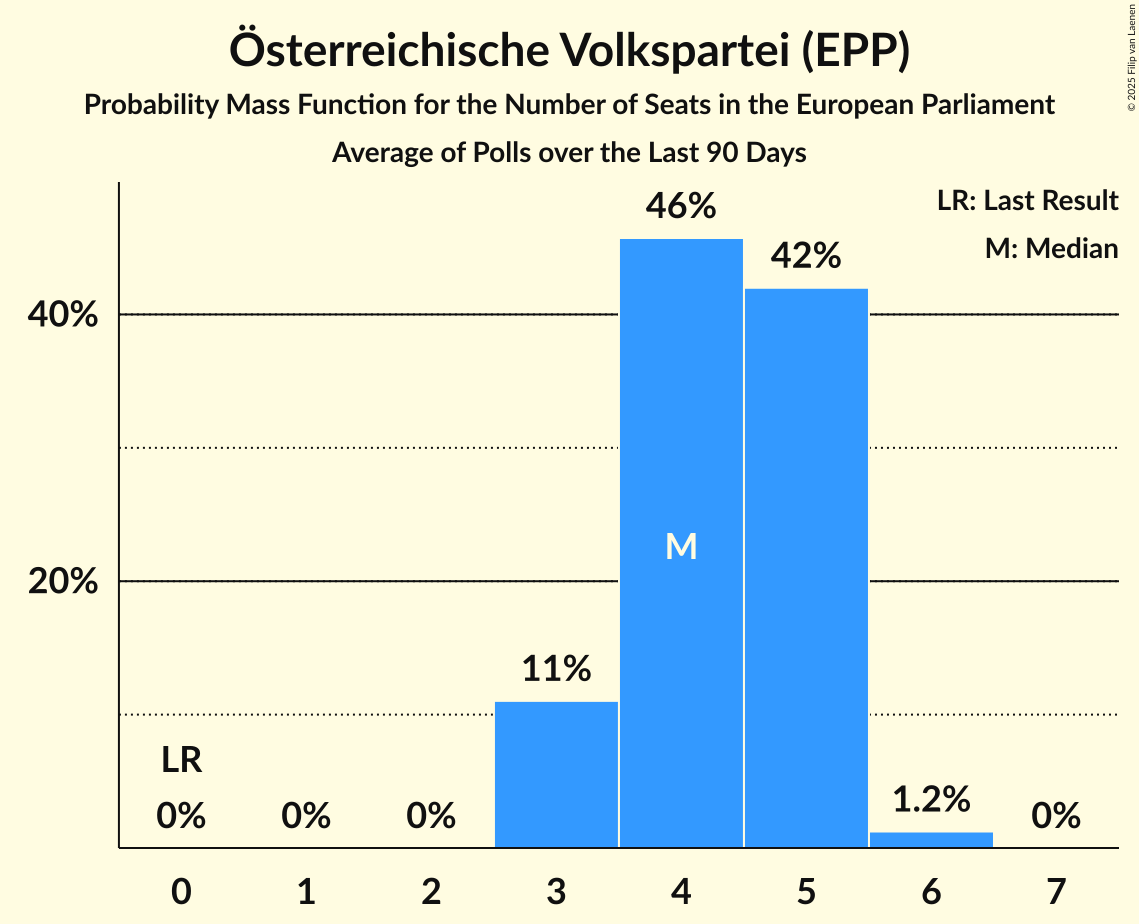 Österreichische Volkspartei (EPP)
Probability Mass Function for the Number of Seats in the European Parliament
Average of Polls over the Last 90 Days
© 2025 Filip van Laenen
LR: Last Result
M: Median
46%
42%
40%
M
20%
11%
LR
0%
0%
0%
1.2%
0%
0 1 2 3 4 5 6 7